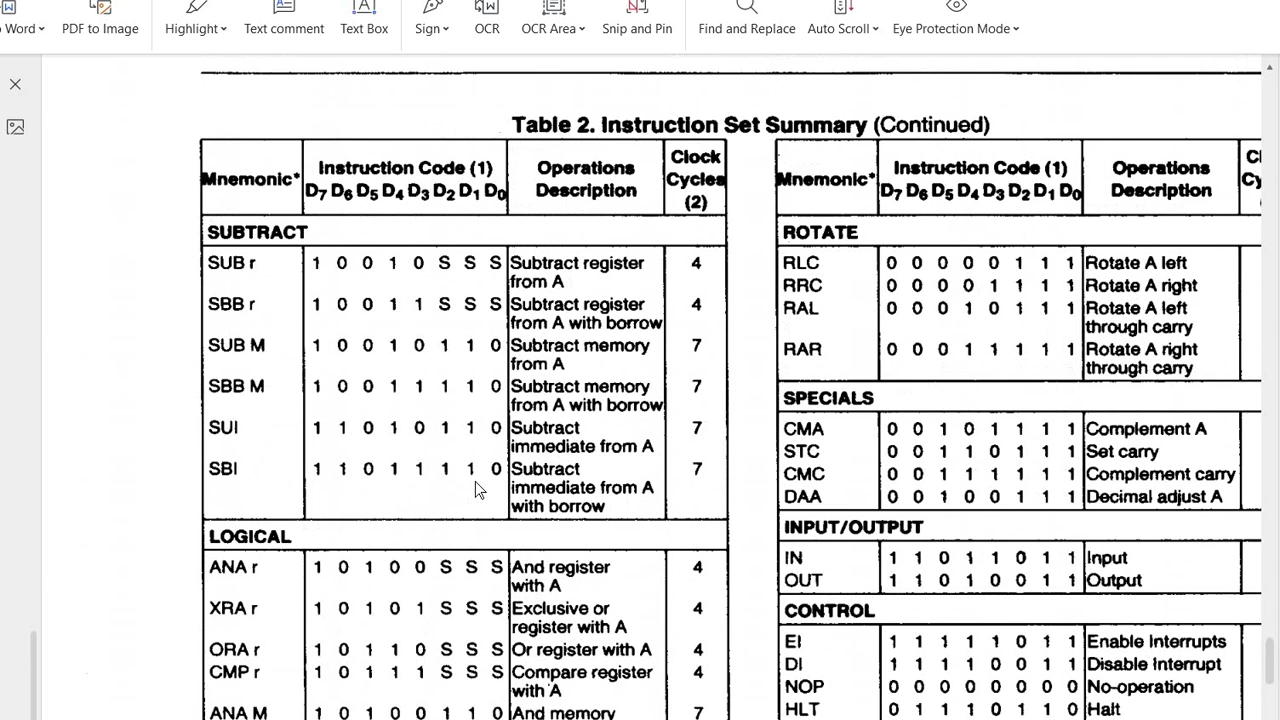 Word PDF to Image Highlight Text comment Text Box Sign OCR OCR Area Snip and Pin Find and Replace Auto Scroll Eye Protection Mode
Table 2. Instruction Set Summary (Continued)
Mnemonic* Instruction Code (1) D7 D6 D5 D4 D3 D2 D1 D0 Operations Description Clock Cycles (2)
SUBTRACT
SUB r 1 0 0 1 0 S S S Subtract register
from A 4
SBB r 1 0 0 1 1 S S S Subtract register
from A with borrow 4
SUB M 1 0 0 1 0 1 1 0 Subtract memory
from A 7
SBB M 1 0 0 1 1 1 1 0 Subtract memory
from A with borrow 7
SUI 1 1 0 1 0 1 1 0 Subtract
immediate from A 7
SBI 1 1 0 1 1 1 1 0 Subtract
immediate from A
with borrow 7
LOGICAL
ANA r 1 0 1 0 0 S S S And register
with A 4
XRA r 1 0 1 0 1 S S S Exclusive or
register with A 4
ORA r 1 0 1 1 0 S S S Or register with A 4
CMP r 1 0 1 1 1 S S S Compare register
with A 4
ANA M 1 0 1 0 0 1 1 0 And memory 7
Mnemonic* Instruction Code (1) D7 D6 D5 D4 D3 D2 D1 D0 Operations Description
ROTATE
RLC 0 0 0 0 0 1 1 1 Rotate A left
RRC 0 0 0 0 1 1 1 1 Rotate A right
RAL 0 0 0 1 0 1 1 1 Rotate A left
through carry
RAR 0 0 0 1 1 1 1 1 Rotate A right
through carry
SPECIALS
CMA 0 0 1 0 1 1 1 1 Complement A
STC 0 0 1 1 0 1 1 1 Set carry
CMC 0 0 1 1 1 1 1 1 Complement carry
DAA 0 0 1 0 0 1 1 1 Decimal adjust A
INPUT/OUTPUT
IN 1 1 0 1 1 0 1 1 Input
OUT 1 1 0 1 0 0 1 1 Output
CONTROL
EI 1 1 1 1 1 0 1 1 Enable Interrupts
DI 1 1 1 1 0 0 1 1 Disable Interrupt
NOP 0 0 0 0 0 0 0 0 No-operation
HLT 0 1 1 1 0 1 1 0 Halt